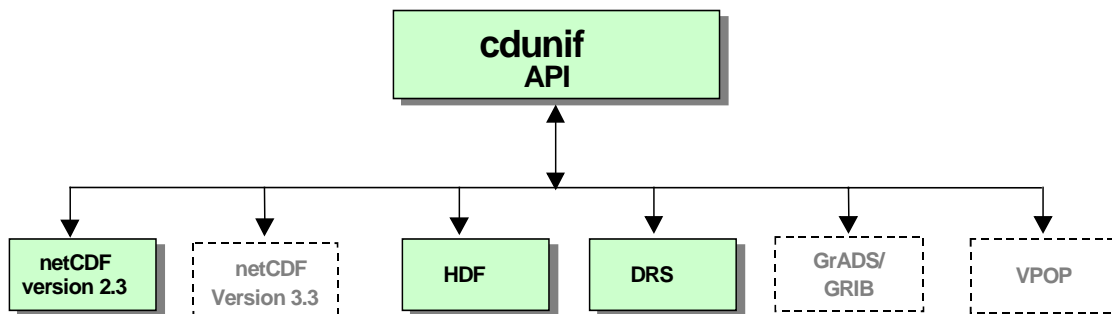 cdunif
API
netCDF
version 2.3
netCDF
Version 3.3
HDF
DRS
GrADS/
GRIB
VPOP